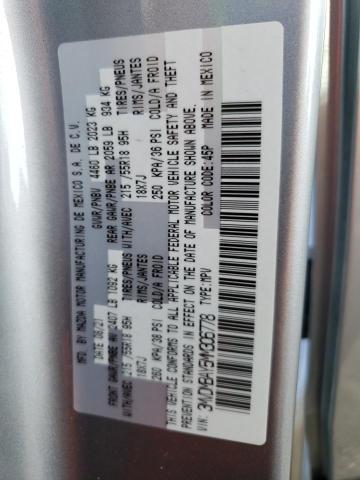 MFD. BY: MAZDA MOTOR MANUFACTURING DE MEXICO S.A. DE C.V.
DATE: 06/21 GVWR/PNBV 4460 LB 2023 KG
FRONT GAWR/PNBE AV 2407 LB 1092 KG REAR GAWR/PNBE AR 2059 LB 934 KG
WITH/AVEC 215/55R18 95H TIRES/PNEUS WITH/AVEC 215/55R18 95H TIRES/PNEUS
18X7J RIMS/JANTES 18X7J RIMS/JANTES
250 KPA/36 PSI COLD/A FROID 250 KPA/36 PSI COLD/A FROID
THIS VEHICLE CONFORMS TO ALL APPLICABLE FEDERAL MOTOR VEHICLE SAFETY AND THEFT
PREVENTION STANDARDS IN EFFECT ON THE DATE OF MANUFACTURE SHOWN ABOVE.
COLOR CODE:45P MADE IN MEXICO
TYPE:MPV